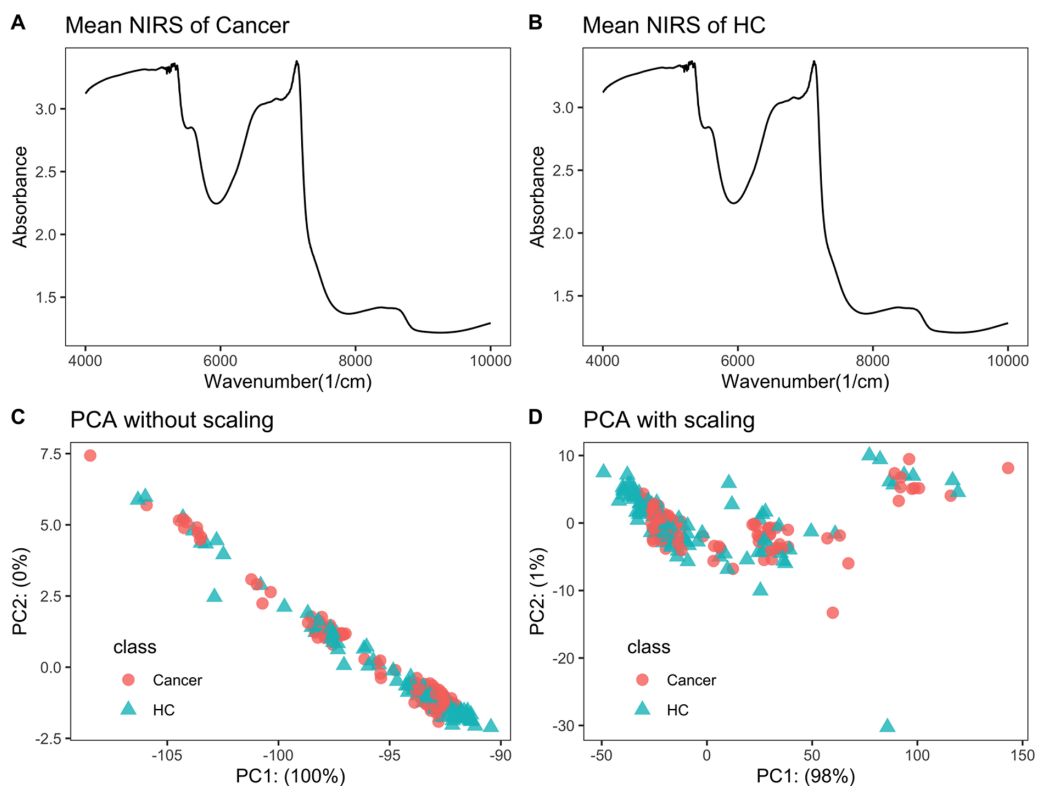 A Mean NIRS of Cancer
3.0
2.5
2.0
1.5
Absorbance
4000 6000 8000 10000
Wavenumber(1/cm)
B Mean NIRS of HC
3.0
2.5
2.0
1.5
Absorbance
4000 6000 8000 10000
Wavenumber(1/cm)
C PCA without scaling
7.5
5.0
2.5
0.0
-2.5
PC2: (0%)
class
Cancer
HC
-105 -100 -95 -90
PC1: (100%)
D PCA with scaling
10
0
-10
-20
-30
PC2: (1%)
class
Cancer
HC
-50 0 50 100 150
PC1: (98%)